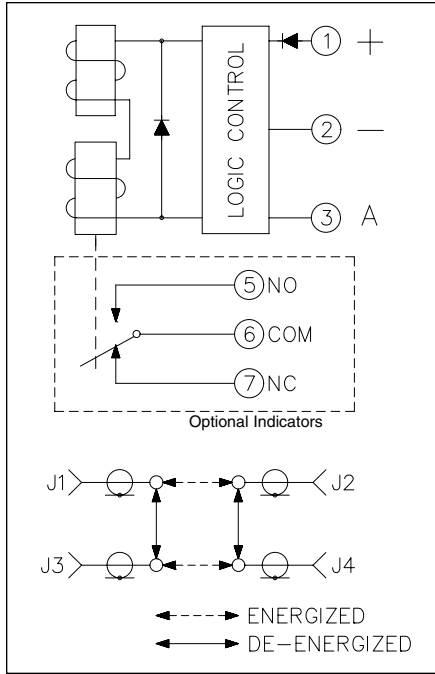 LOGIC CONTROL
1 +
2 −
3 A
5 NO
6 COM
7 NC
Optional Indicators
J1 J2
J3 J4
ENERGIZED
DE-ENERGIZED